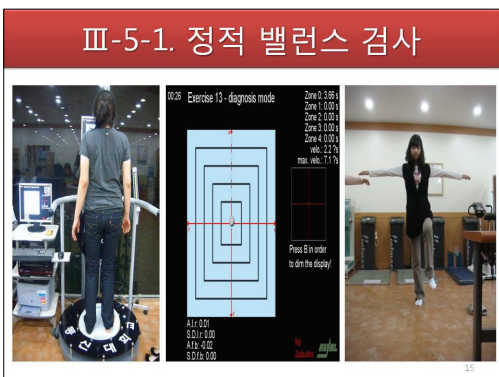 Ⅲ-5-1. 정적 밸런스 검사
00:26 Exercise 13 - diagnosis mode
Zone 0: 3.66 s
Zone 1: 0.00 s
Zone 2: 0.00 s
Zone 3: 0.00 s
Zone 4: 0.00 s
velo.: 2.2 ?s
max. velo.: 7.1 ?s
Press B in order
to dim the display!
A.l.r: 0.01
S.D.l.r: 0.00
A.f.b: -0.02
S.D.f.b: 0.00
by
15